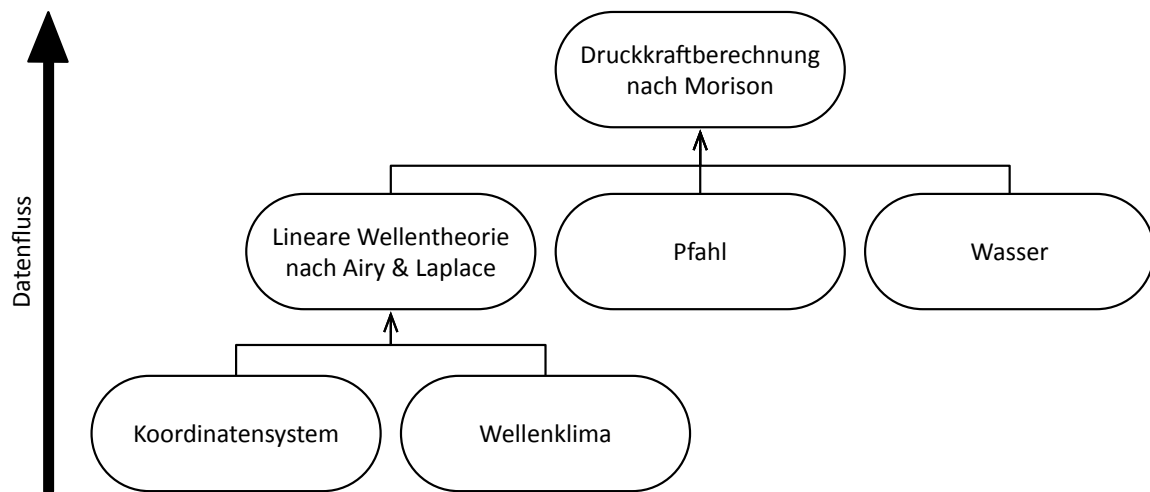 Druckkraftberechnung
nach Morison
Datenfluss
Lineare Wellentheorie
nach Airy & Laplace
Pfahl
Wasser
Koordinatensystem
Wellenklima